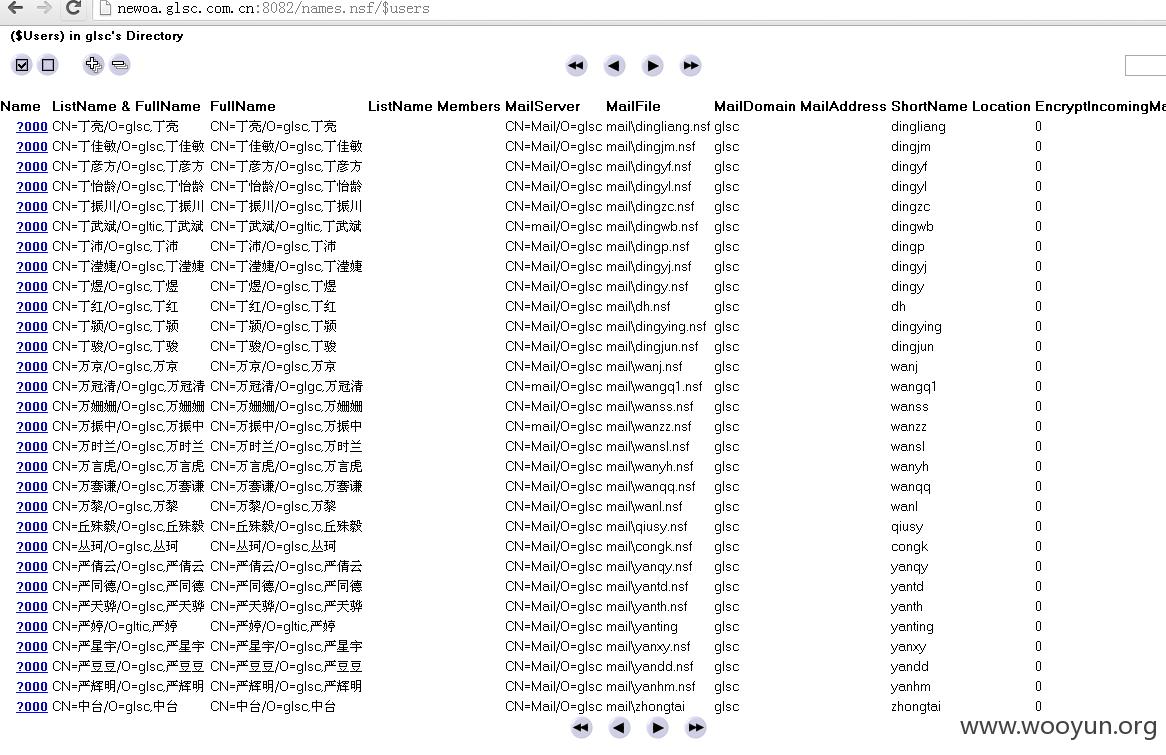 newoa.glsc.com.cn:8082/names.nsf/$users
($Users) in glsc's Directory
Name ListName & FullName FullName ListName Members MailServer MailFile MailDomain MailAddress ShortName Location EncryptIncomingMa
?000 CN=丁亮/O=glsc,丁亮 CN=丁亮/O=glsc,丁亮 CN=Mail/O=glsc mail\dingliang.nsf glsc dingliang 0
?000 CN=丁佳敏/O=glsc,丁佳敏 CN=丁佳敏/O=glsc,丁佳敏 CN=Mail/O=glsc mail\dingjm.nsf glsc dingjm 0
?000 CN=丁彦方/O=glsc,丁彦方 CN=丁彦方/O=glsc,丁彦方 CN=Mail/O=glsc mail\dingyf.nsf glsc dingyf 0
?000 CN=丁怡龄/O=glsc,丁怡龄 CN=丁怡龄/O=glsc,丁怡龄 CN=Mail/O=glsc mail\dingyl.nsf glsc dingyl 0
?000 CN=丁振川/O=glsc,丁振川 CN=丁振川/O=glsc,丁振川 CN=Mail/O=glsc mail\dingzc.nsf glsc dingzc 0
?000 CN=丁武斌/O=gltic,丁武斌 CN=丁武斌/O=gltic,丁武斌 CN=mail/O=glsc mail\dingwb.nsf glsc dingwb 0
?000 CN=丁沛/O=glsc,丁沛 CN=丁沛/O=glsc,丁沛 CN=Mail/O=glsc mail\dingp.nsf glsc dingp 0
?000 CN=丁滢婕/O=glsc,丁滢婕 CN=丁滢婕/O=glsc,丁滢婕 CN=Mail/O=glsc mail\dingyj.nsf glsc dingyj 0
?000 CN=丁煜/O=glsc,丁煜 CN=丁煜/O=glsc,丁煜 CN=Mail/O=glsc mail\dingy.nsf glsc dingy 0
?000 CN=丁红/O=glsc,丁红 CN=丁红/O=glsc,丁红 CN=Mail/O=glsc mail\dh.nsf glsc dh 0
?000 CN=丁颖/O=glsc,丁颖 CN=丁颖/O=glsc,丁颖 CN=Mail/O=glsc mail\dingying.nsf glsc dingying 0
?000 CN=丁骏/O=glsc,丁骏 CN=丁骏/O=glsc,丁骏 CN=Mail/O=glsc mail\dingjun.nsf glsc dingjun 0
?000 CN=万京/O=glsc,万京 CN=万京/O=glsc,万京 CN=Mail/O=glsc mail\wanj.nsf glsc wanj 0
?000 CN=万冠清/O=glgc,万冠清 CN=万冠清/O=glgc,万冠清 CN=mail/O=glsc mail\wangq1.nsf glsc wangq1 0
?000 CN=万姗姗/O=glsc,万姗姗 CN=万姗姗/O=glsc,万姗姗 CN=Mail/O=glsc mail\wanss.nsf glsc wanss 0
?000 CN=万振中/O=glsc,万振中 CN=万振中/O=glsc,万振中 CN=mail/O=glsc mail\wanzz.nsf glsc wanzz 0
?000 CN=万时兰/O=glsc,万时兰 CN=万时兰/O=glsc,万时兰 CN=Mail/O=glsc mail\wansl.nsf glsc wansl 0
?000 CN=万言虎/O=glsc,万言虎 CN=万言虎/O=glsc,万言虎 CN=Mail/O=glsc mail\wanyh.nsf glsc wanyh 0
?000 CN=万骞谦/O=glsc,万骞谦 CN=万骞谦/O=glsc,万骞谦 CN=Mail/O=glsc mail\wanqq.nsf glsc wanqq 0
?000 CN=万黎/O=glsc,万黎 CN=万黎/O=glsc,万黎 CN=Mail/O=glsc mail\wanl.nsf glsc wanl 0
?000 CN=丘殊毅/O=glsc,丘殊毅 CN=丘殊毅/O=glsc,丘殊毅 CN=Mail/O=glsc mail\qiusy.nsf glsc qiusy 0
?000 CN=丛珂/O=glsc,丛珂 CN=丛珂/O=glsc,丛珂 CN=Mail/O=glsc mail\congk.nsf glsc congk 0
?000 CN=严倩云/O=glsc,严倩云 CN=严倩云/O=glsc,严倩云 CN=Mail/O=glsc mail\yanqy.nsf glsc yanqy 0
?000 CN=严同德/O=glsc,严同德 CN=严同德/O=glsc,严同德 CN=Mail/O=glsc mail\yantd.nsf glsc yantd 0
?000 CN=严天骅/O=glsc,严天骅 CN=严天骅/O=glsc,严天骅 CN=Mail/O=glsc mail\yanth.nsf glsc yanth 0
?000 CN=严婷/O=gltic,严婷 CN=严婷/O=gltic,严婷 CN=Mail/O=glsc mail\yanting glsc yanting 0
?000 CN=严星宇/O=glsc,严星宇 CN=严星宇/O=glsc,严星宇 CN=Mail/O=glsc mail\yanxy.nsf glsc yanxy 0
?000 CN=严豆豆/O=glsc,严豆豆 CN=严豆豆/O=glsc,严豆豆 CN=Mail/O=glsc mail\yandd.nsf glsc yandd 0
?000 CN=严辉明/O=glsc,严辉明 CN=严辉明/O=glsc,严辉明 CN=Mail/O=glsc mail\yanhm.nsf glsc yanhm 0
?000 CN=中台/O=glsc,中台 CN=中台/O=glsc,中台 CN=Mail/O=glsc mail\zhongtai glsc zhongtai 0
www.wooyun.org